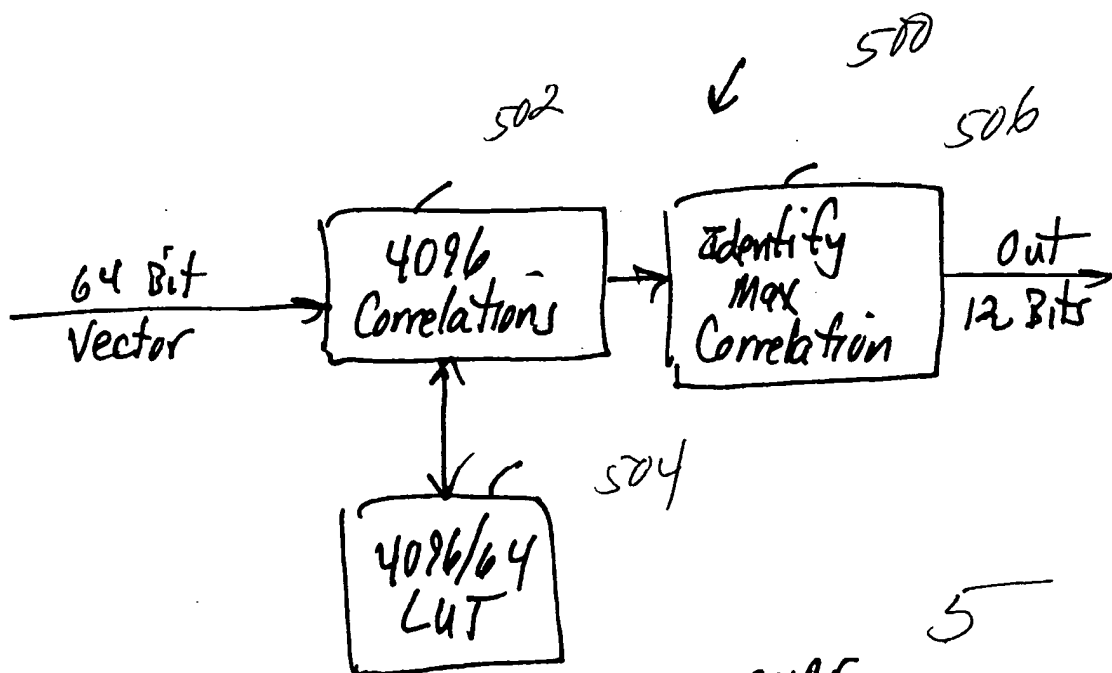 500
502
506
64 Bit
Vector
4096
Correlations
Identify
Max
Correlation
Out
12 Bits
504
4096/64
LUT
5